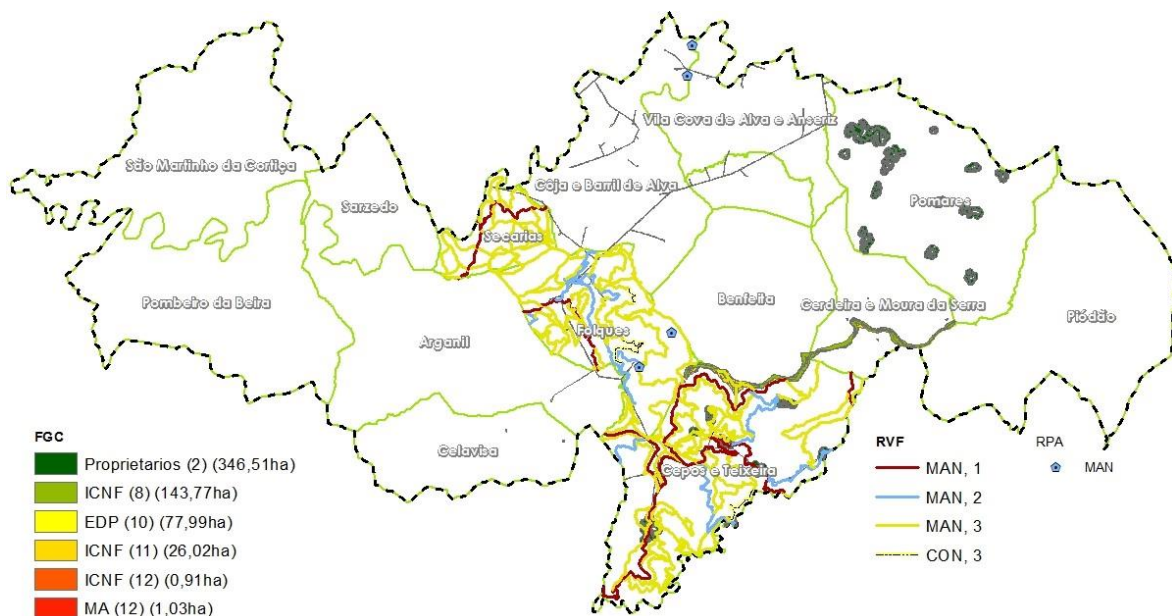 Vila Cova de Alva e Anseriz
São Martinho da Cortiça
Côja e Barril de Alva
Sarzedo
Pomares
Secarias
Pombeiro da Beira
Benfeita
Cerdeira e Moura da Serra
Piódão
Folques
Arganil
Celavisa
Cepos e Teixeira
FGC
Proprietarios (2) (346,51ha)
ICNF (8) (143,77ha)
EDP (10) (77,99ha)
ICNF (11) (26,02ha)
ICNF (12) (0,91ha)
MA (12) (1,03ha)
RVF
MAN, 1
MAN, 2
MAN, 3
CON, 3
RPA
MAN